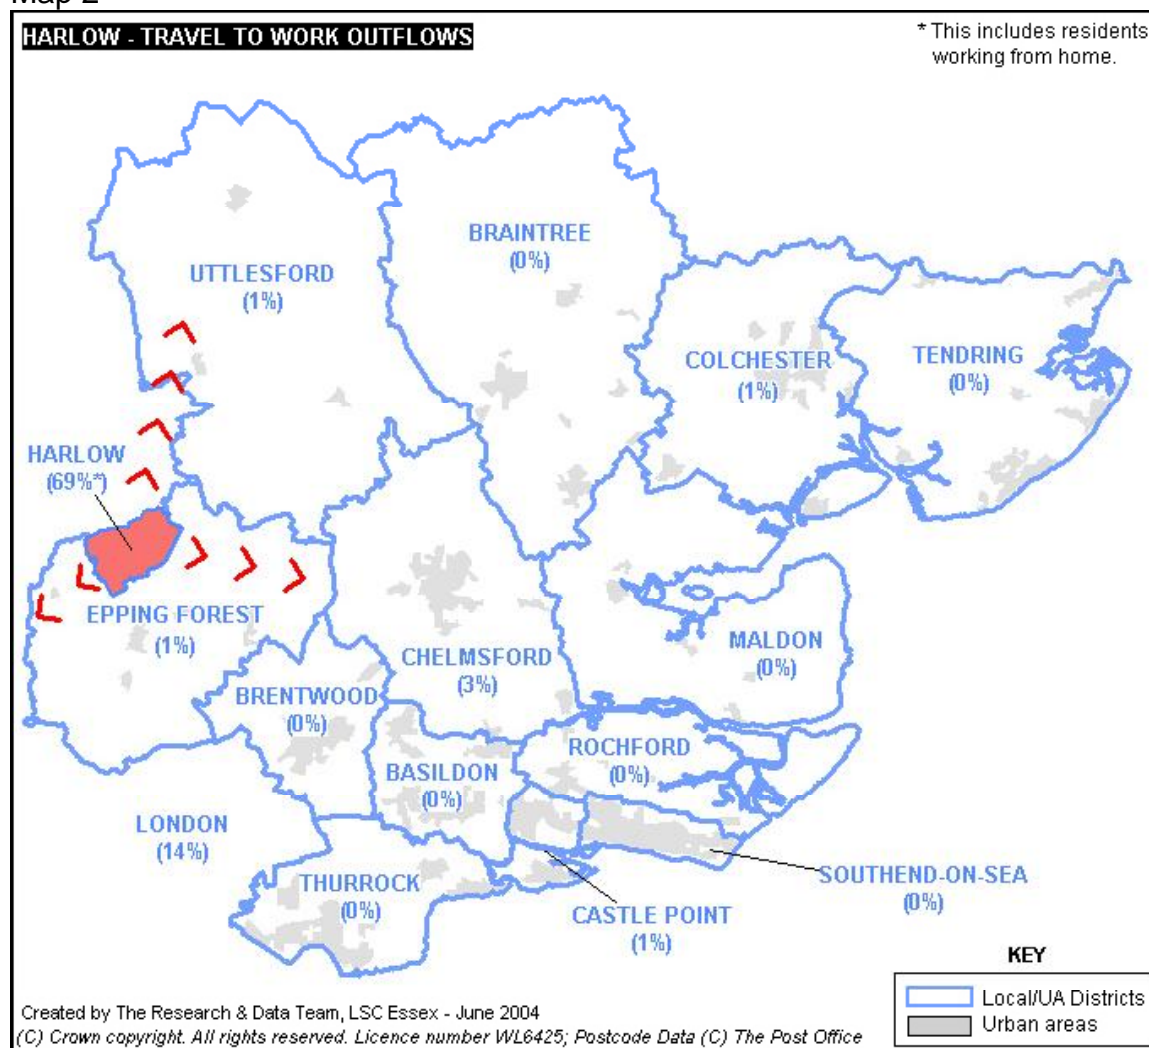 Map 2
HARLOW - TRAVEL TO WORK OUTFLOWS
* This includes residents
working from home.
BRAINTREE
(0%)
UTTLESFORD
(1%)
COLCHESTER
(1%)
TENDRING
(0%)
HARLOW
(69%*)
EPPING FOREST
(1%)
CHELMSFORD
(3%)
MALDON
(0%)
BRENTWOOD
(0%)
ROCHFORD
(0%)
BASILDON
(0%)
LONDON
(14%)
THURROCK
(0%)
SOUTHEND-ON-SEA
(0%)
CASTLE POINT
(1%)
KEY
Local/UA Districts
Urban areas
Created by The Research & Data Team, LSC Essex - June 2004
(C) Crown copyright. All rights reserved. Licence number WL6425; Postcode Data (C) The Post Office